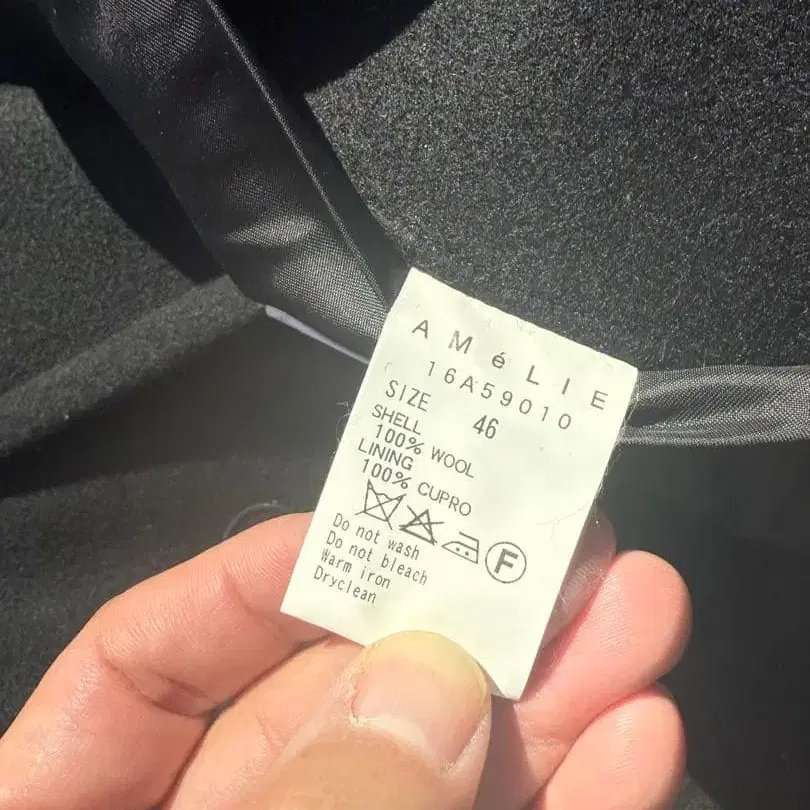 AMéLIE
16A59010
SIZE 46
SHELL
100% WOOL
LINING
100% CUPRO
F
Do not wash
Do not bleach
Warm iron
Dryclean